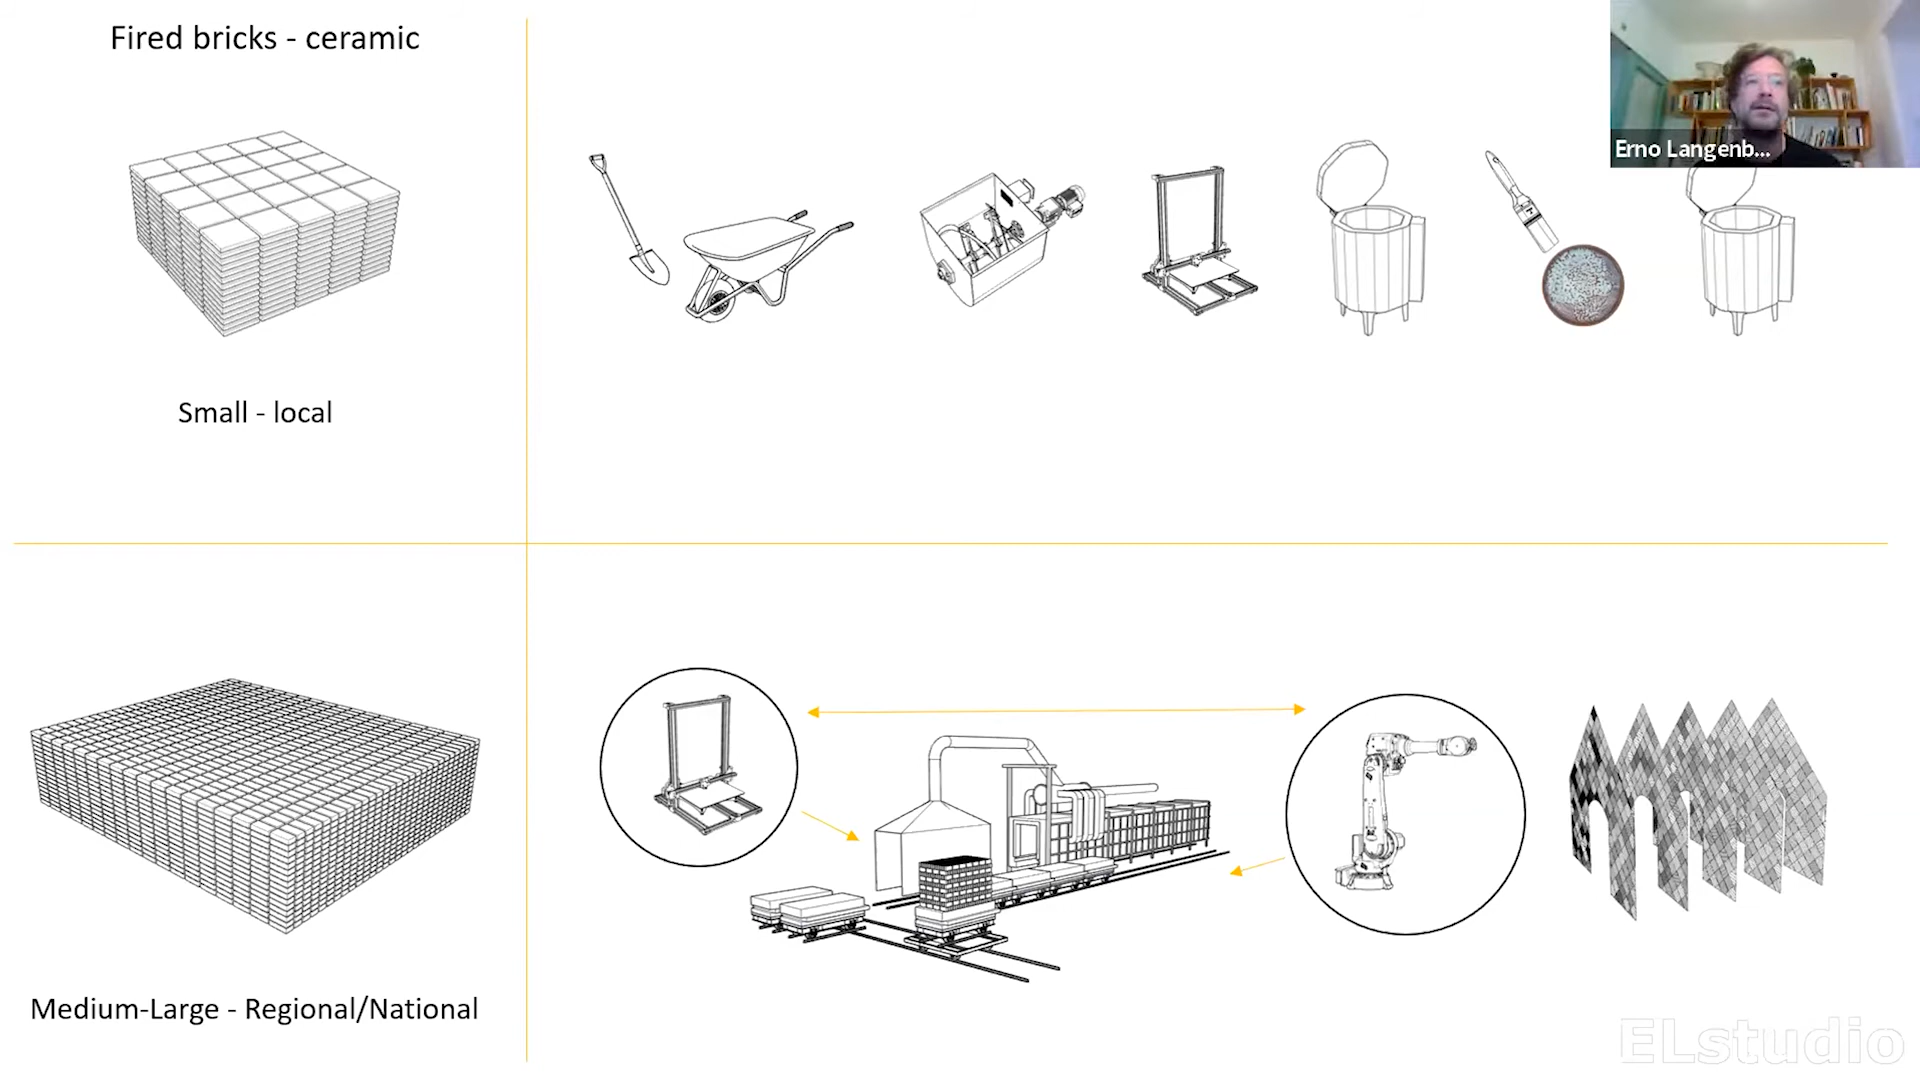 Fired bricks - ceramic
Erno Langenb...
Small - local
Medium-Large - Regional/National
ELstudio